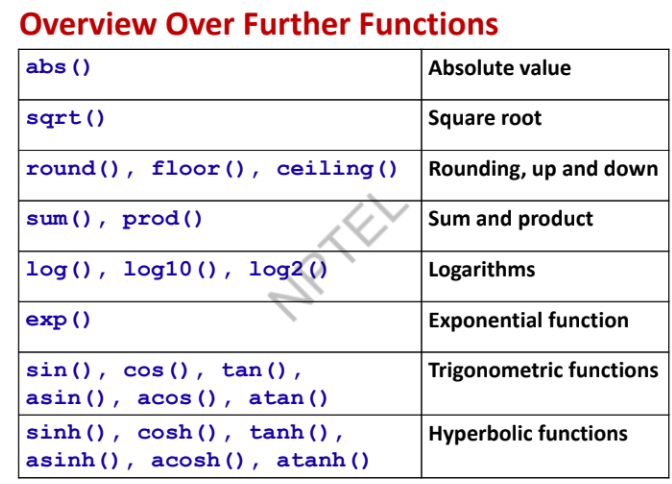 Overview Over Further Functions
abs()
Absolute value
sqrt()
Square root
round(), floor(), ceiling()
Rounding, up and down
sum(), prod()
Sum and product
log(), log10(), log2()
Logarithms
exp()
Exponential function
sin(), cos(), tan(),
asin(), acos(), atan()
Trigonometric functions
sinh(), cosh(), tanh(),
asinh(), acosh(), atanh()
Hyperbolic functions
NPTEL